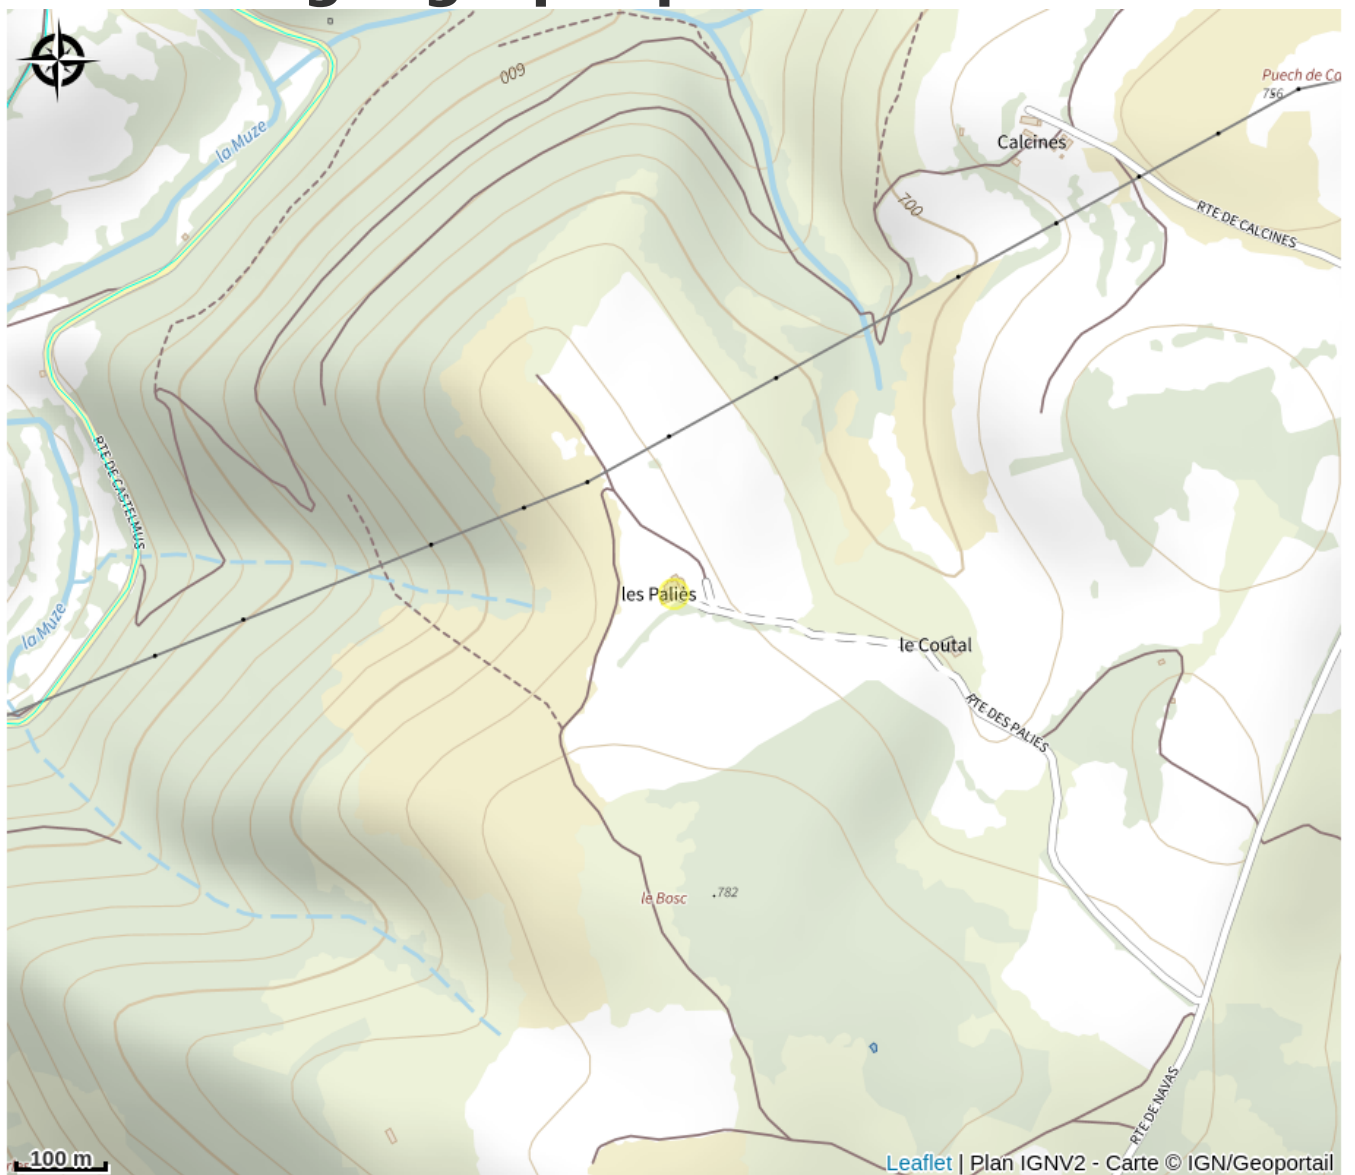 600
la Muze
Puech de Ca
756
Calcines
700
RTE DE CALCINES
RTE DE CASTELMUS
les Paliès
la Muze
le Coutal
RTE DES PALIES
le Bosc
782
RTE DE NAVAS
100 m
Leaflet | Plan IGNV2 - Carte © IGN/Geoportail